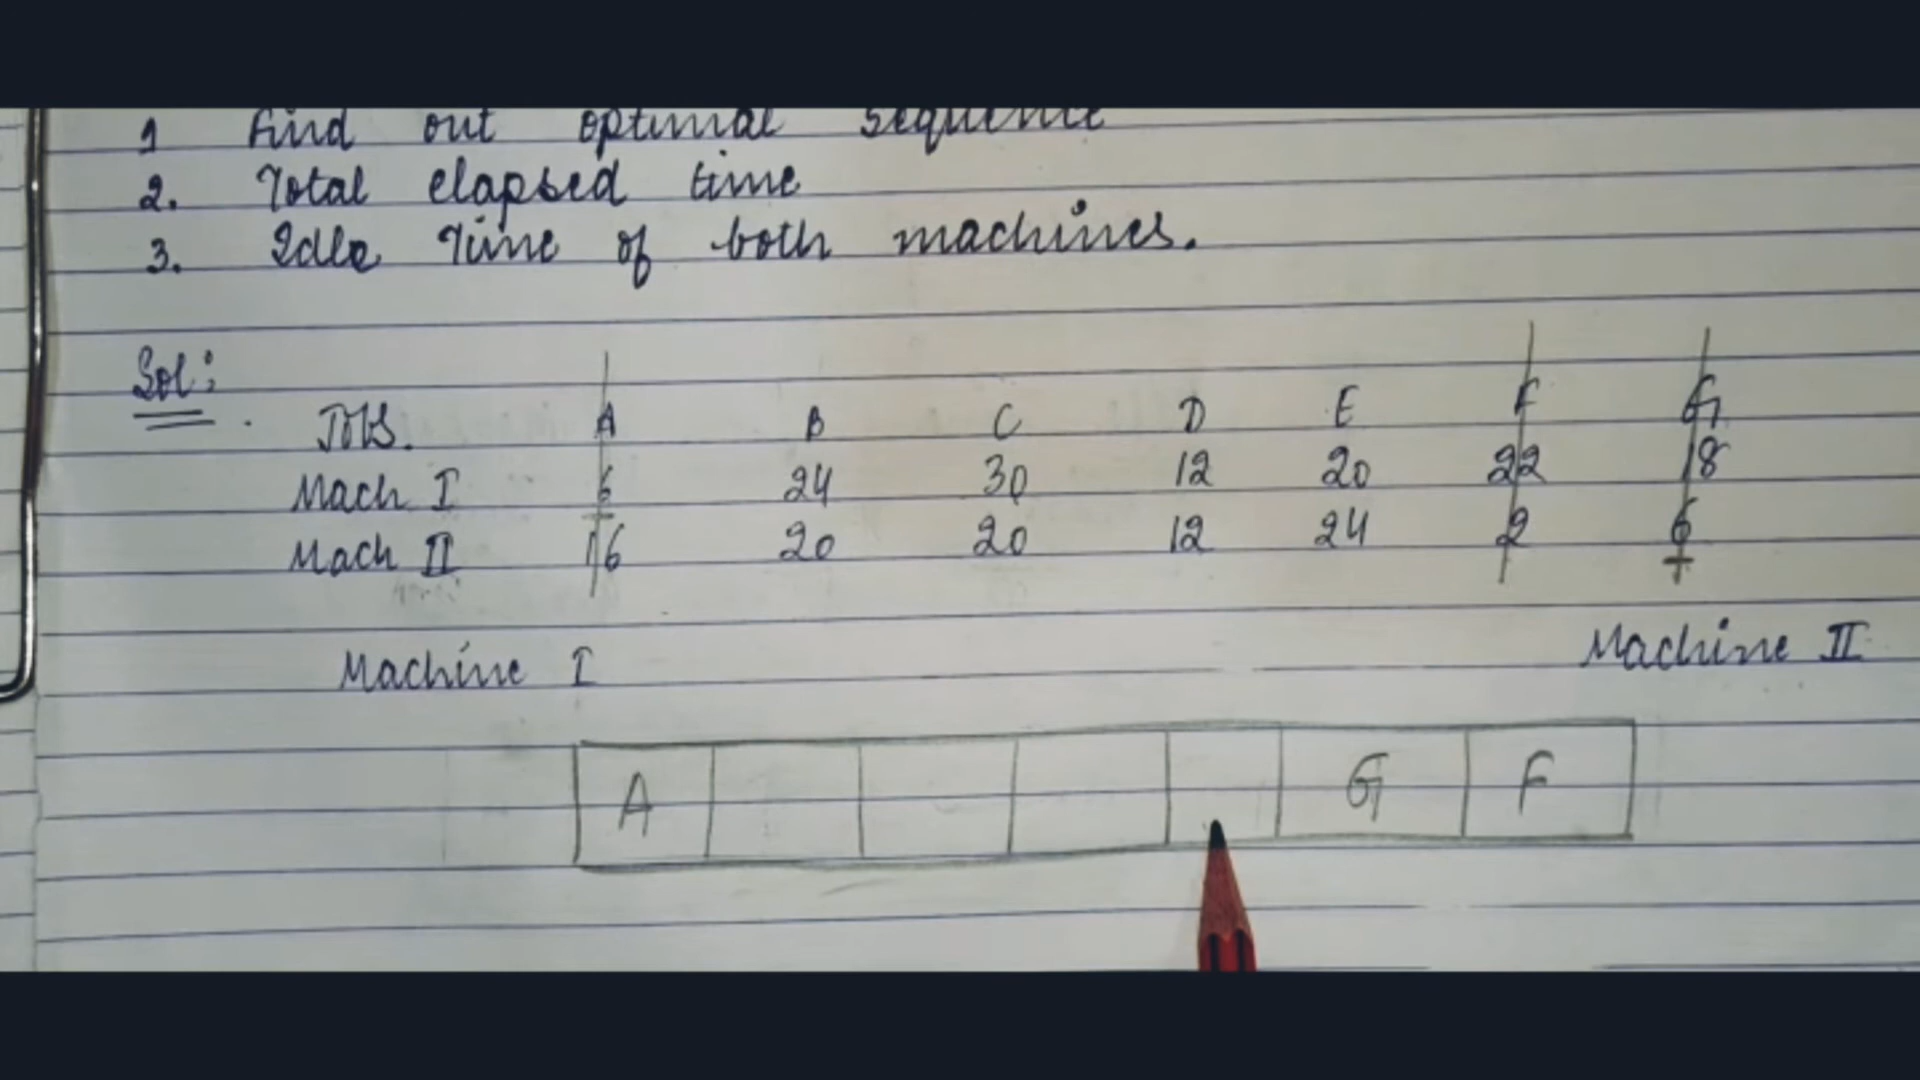 1 Find out optimal sequence
2. Total elapsed time
3. Idle Time of both machines.
Sol:
Jobs. A B C D E F G
Mach I 6 24 30 12 20 22 18
Mach II 16 20 20 12 24 2 6
Machine I Machine II
A G F